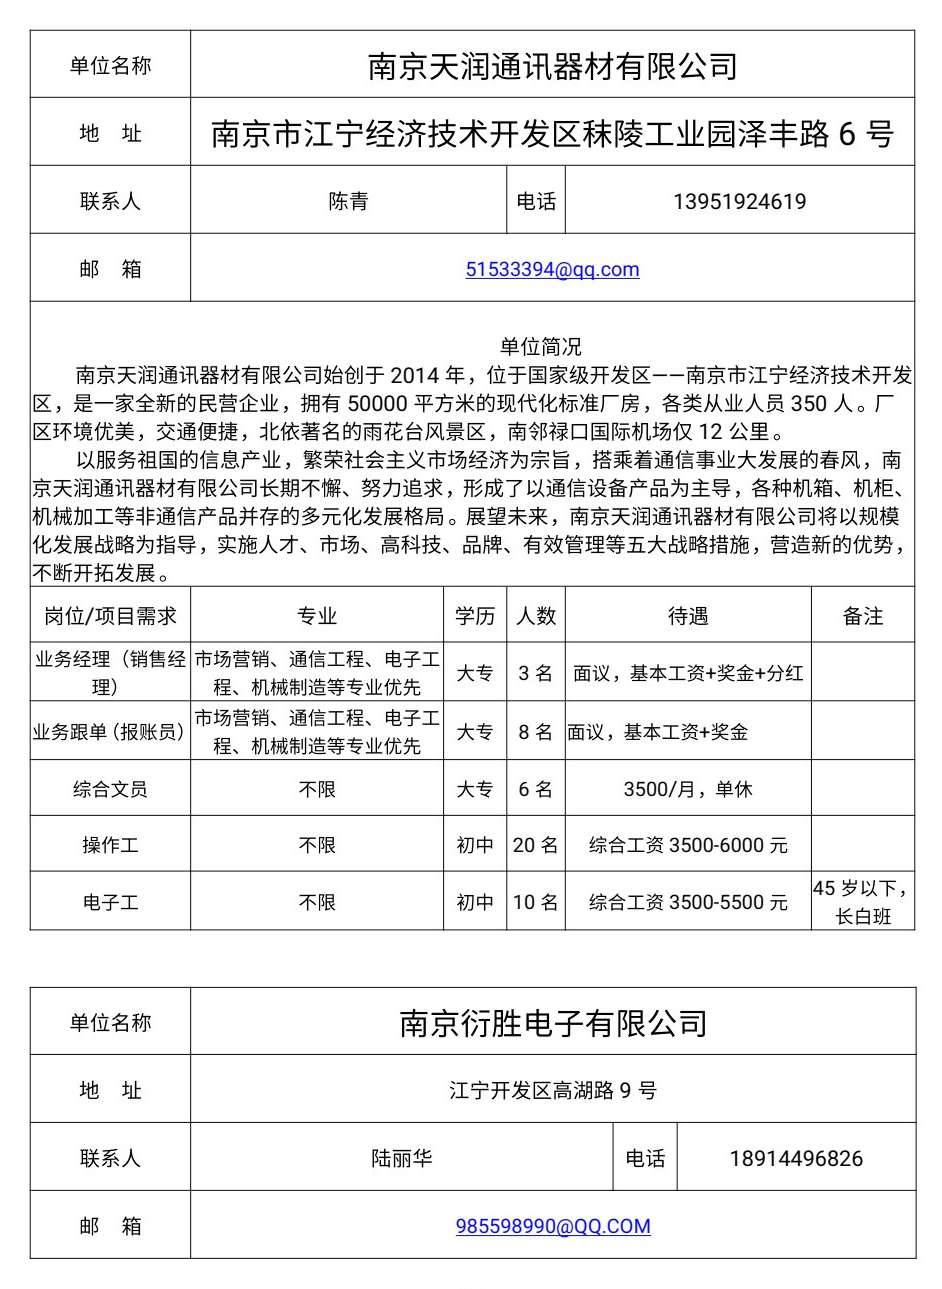 单位名称 南京天润通讯器材有限公司
地 址 南京市江宁经济技术开发区秣陵工业园泽丰路 6 号
联系人 陈青 电话 13951924619
邮 箱 51533394@qq.com
单位简况
南京天润通讯器材有限公司始创于 2014 年，位于国家级开发区——南京市江宁经济技术开发
区，是一家全新的民营企业，拥有 50000 平方米的现代化标准厂房，各类从业人员 350 人。厂
区环境优美，交通便捷，北依著名的雨花台风景区，南邻禄口国际机场仅 12 公里。
以服务祖国的信息产业，繁荣社会主义市场经济为宗旨，搭乘着通信事业大发展的春风，南
京天润通讯器材有限公司长期不懈、努力追求，形成了以通信设备产品为主导，各种机箱、机柜、
机械加工等非通信产品并存的多元化发展格局。展望未来，南京天润通讯器材有限公司将以规模
化发展战略为指导，实施人才、市场、高科技、品牌、有效管理等五大战略措施，营造新的优势，
不断开拓发展。
岗位/项目需求 专业 学历 人数 待遇 备注
业务经理（销售经理） 市场营销、通信工程、电子工程、机械制造等专业优先 大专 3 名 面议，基本工资+奖金+分红
业务跟单（报账员） 市场营销、通信工程、电子工程、机械制造等专业优先 大专 8 名 面议，基本工资+奖金
综合文员 不限 大专 6 名 3500/月，单休
操作工 不限 初中 20 名 综合工资 3500-6000 元
电子工 不限 初中 10 名 综合工资 3500-5500 元 45 岁以下，长白班
单位名称 南京衍胜电子有限公司
地 址 江宁开发区高湖路 9 号
联系人 陆丽华 电话 18914496826
邮 箱 985598990@QQ.COM